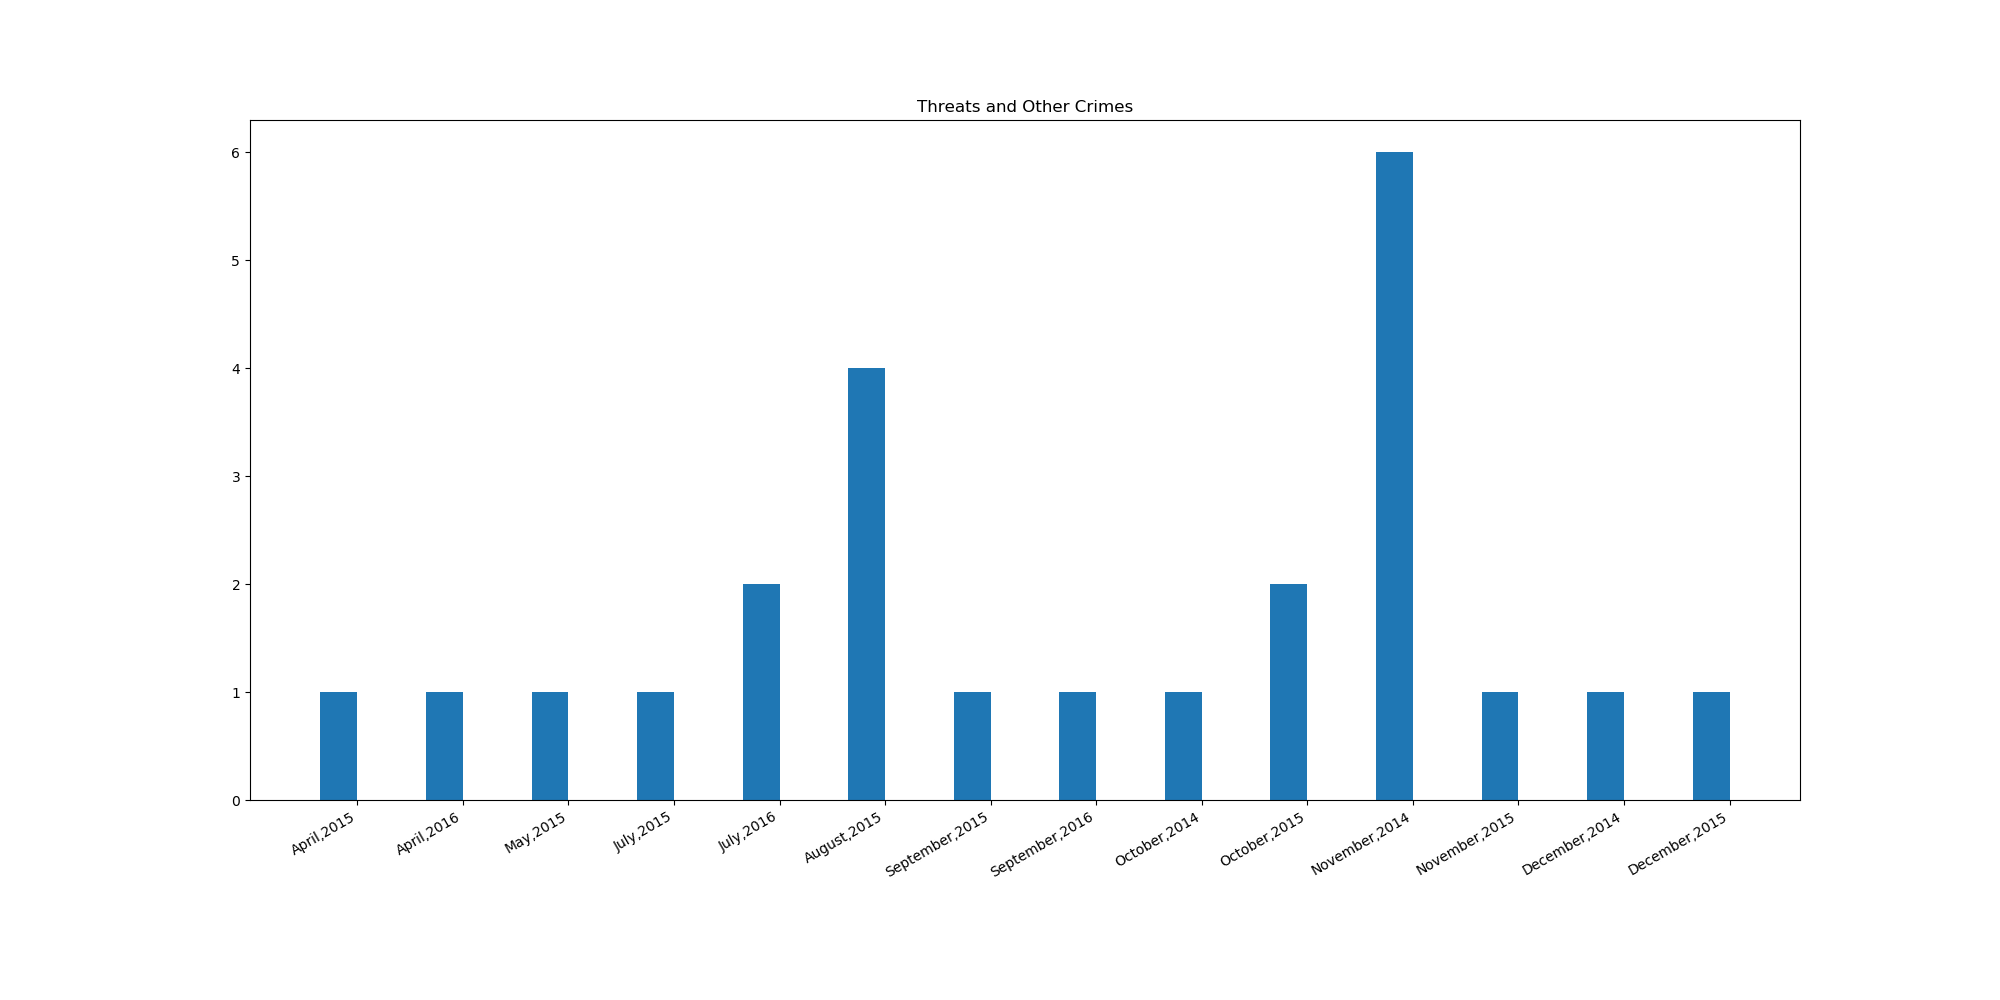 Threats and Other Crimes
6
5
4
3
2
1
0
April,2015
April,2016
May,2015
July,2015
July,2016
August,2015
September,2015
September,2016
October,2014
October,2015
November,2014
November,2015
December,2014
December,2015